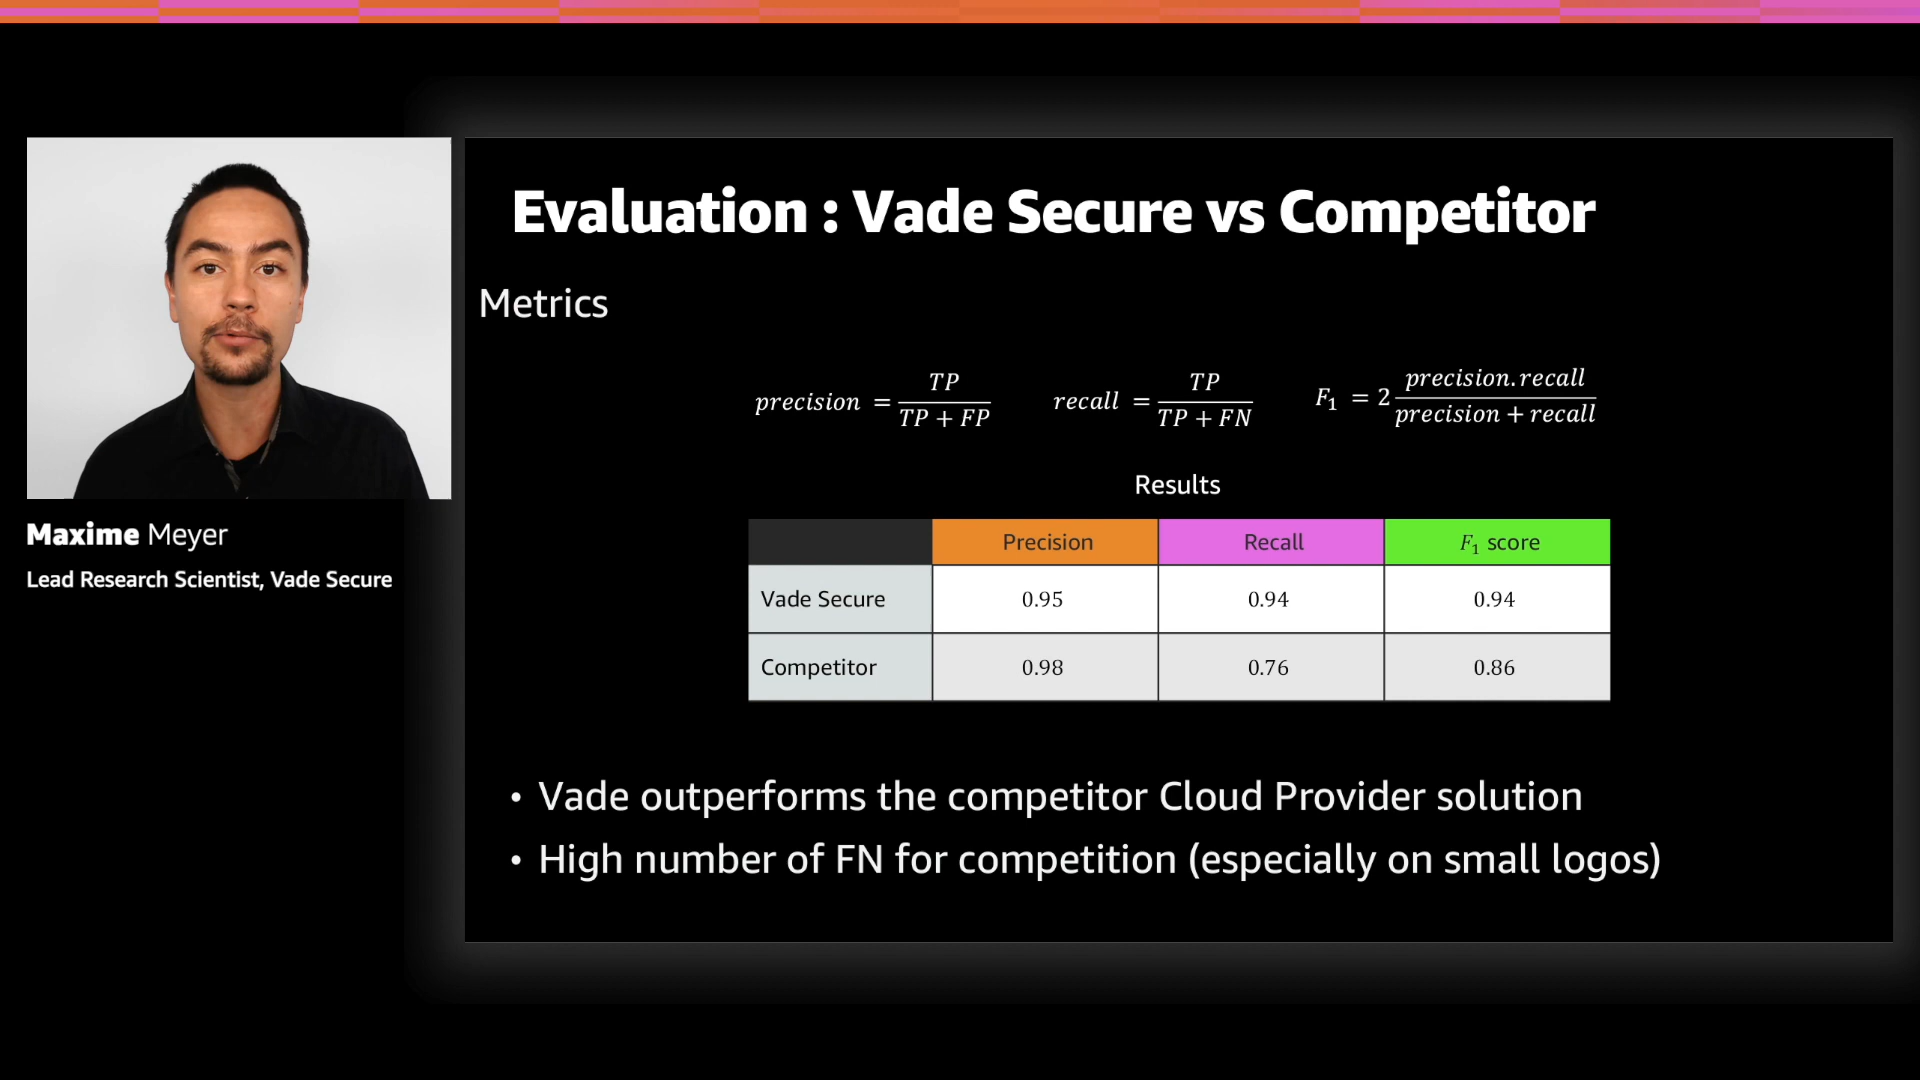 Evaluation : Vade Secure vs Competitor
Metrics
precision = TP / TP + FP
recall = TP / TP + FN
F₁ = 2 precision.recall / precision + recall
Results
Precision Recall F₁ score
Vade Secure 0.95 0.94 0.94
Competitor 0.98 0.76 0.86
• Vade outperforms the competitor Cloud Provider solution
• High number of FN for competition (especially on small logos)
Maxime Meyer
Lead Research Scientist, Vade Secure